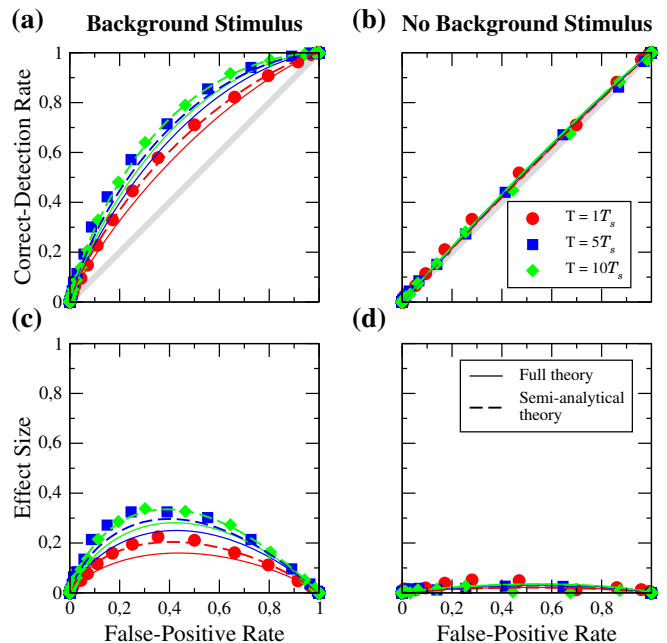 (a) Background Stimulus
(b) No Background Stimulus
Correct-Detection Rate
1
0,8
0,6
0,4
0,2
0
T = 1T_s
T = 5T_s
T = 10T_s
(c)
(d)
Effect Size
1
0,8
0,6
0,4
0,2
0
0 0,2 0,4 0,6 0,8 1
False-Positive Rate
Full theory
Semi-analytical
theory
0 0,2 0,4 0,6 0,8 1
False-Positive Rate